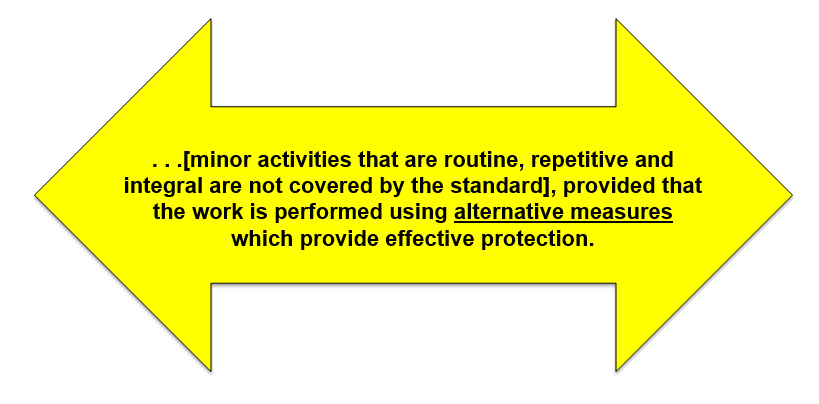 . . .[minor activities that are routine, repetitive and
integral are not covered by the standard], provided that
the work is performed using alternative measures
which provide effective protection.